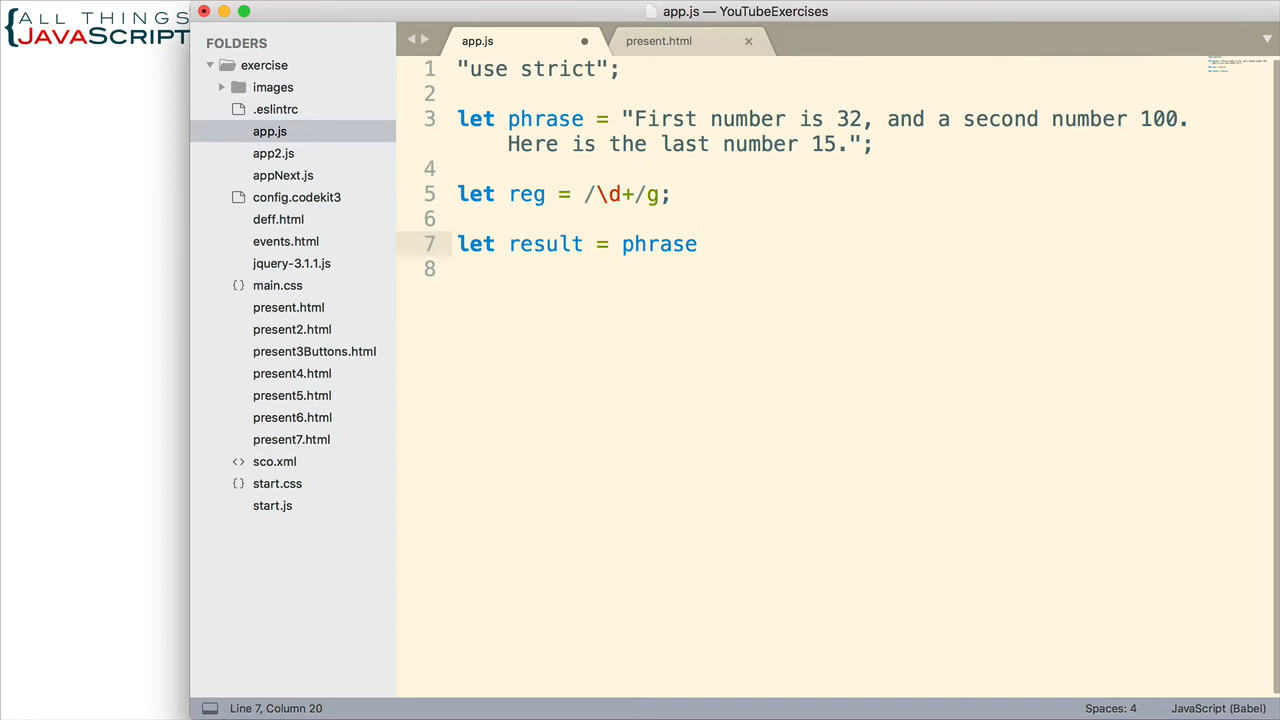 {ALL THINGS
JAVASCRIPT
app.js — YouTubeExercises
FOLDERS
exercise
images
.eslintrc
app.js
app2.js
appNext.js
config.codekit3
deff.html
events.html
jquery-3.1.1.js
{} main.css
present.html
present2.html
present3Buttons.html
present4.html
present5.html
present6.html
present7.html
<> sco.xml
{} start.css
start.js
app.js
present.html
1 "use strict";
2
3 let phrase = "First number is 32, and a second number 100.
Here is the last number 15.";
4
5 let reg = /\d+/g;
6
7 let result = phrase
8
Line 7, Column 20
Spaces: 4
JavaScript (Babel)